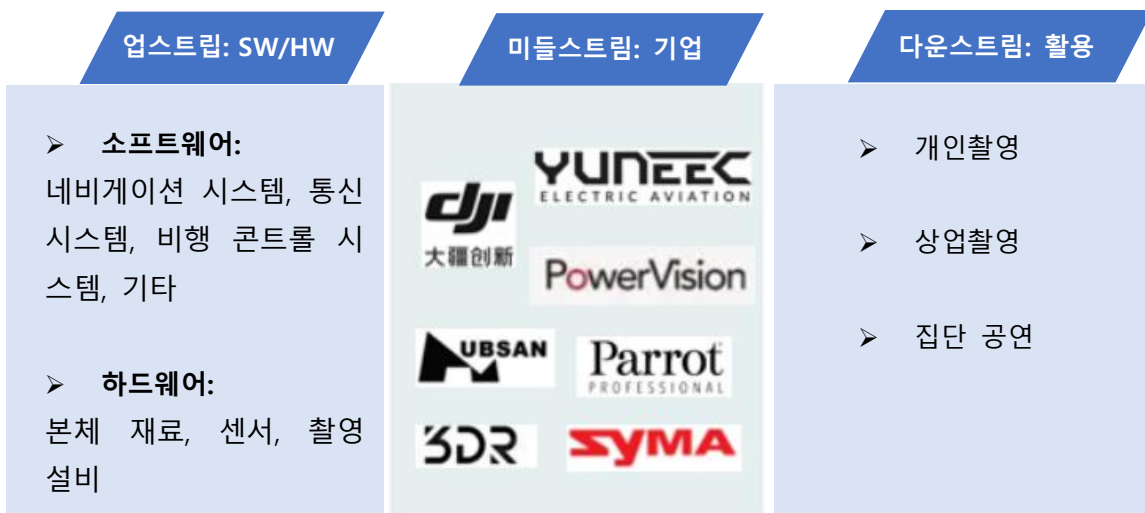 업스트립: SW/HW
➢ 소프트웨어:
네비게이션 시스템, 통신
시스템, 비행 콘트롤 시
스템, 기타
➢ 하드웨어:
본체 재료, 센서, 촬영
설비
미들스트림: 기업
dji
大疆创新
YUNEEC
ELECTRIC AVIATION
PowerVision
HUBSAN
Parrot
PROFESSIONAL
3DR
SYMA
다운스트림: 활용
➢ 개인촬영
➢ 상업촬영
➢ 집단 공연